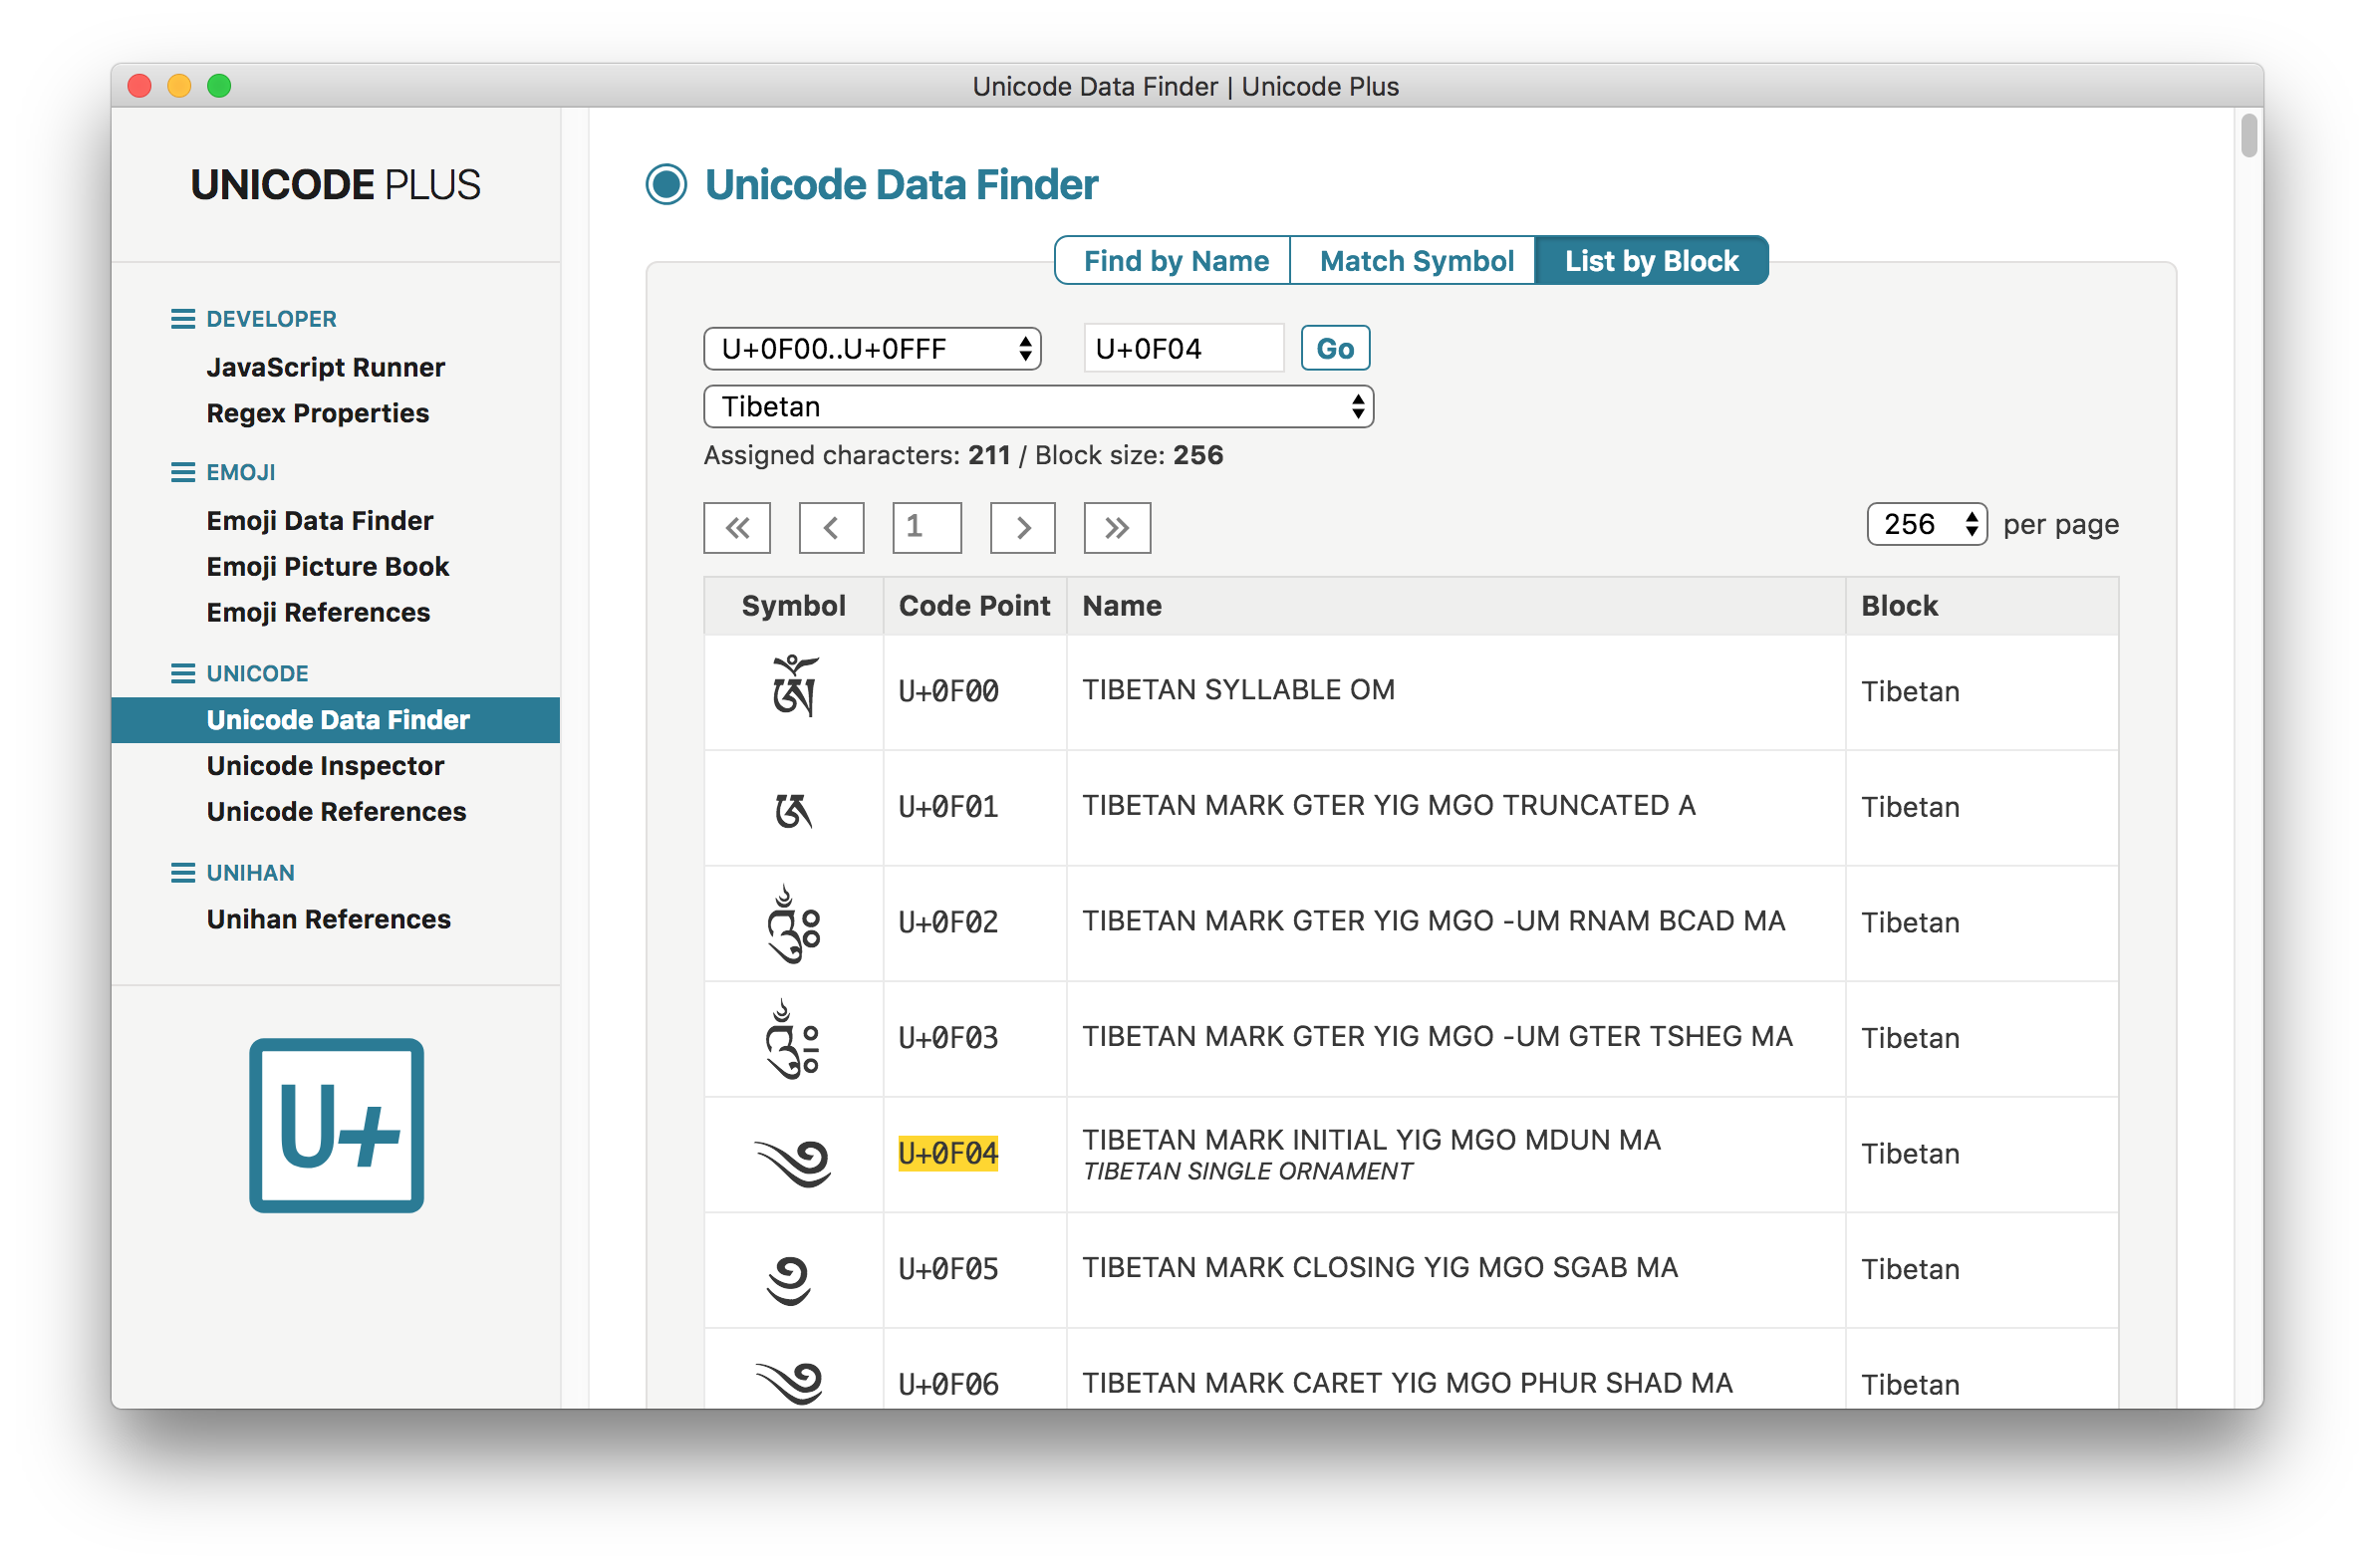 Unicode Data Finder | Unicode Plus
UNICODE PLUS
DEVELOPER
JavaScript Runner
Regex Properties
EMOJI
Emoji Data Finder
Emoji Picture Book
Emoji References
UNICODE
Unicode Data Finder
Unicode Inspector
Unicode References
UNIHAN
Unihan References
U+
Unicode Data Finder
Find by Name Match Symbol List by Block
U+0F00..U+0FFF U+0F04 Go
Tibetan
Assigned characters: 211 / Block size: 256
« < 1 > » 256 per page
Symbol Code Point Name Block
ༀ U+0F00 TIBETAN SYLLABLE OM Tibetan
༁ U+0F01 TIBETAN MARK GTER YIG MGO TRUNCATED A Tibetan
༂ U+0F02 TIBETAN MARK GTER YIG MGO -UM RNAM BCAD MA Tibetan
༃ U+0F03 TIBETAN MARK GTER YIG MGO -UM GTER TSHEG MA Tibetan
༄ U+0F04 TIBETAN MARK INITIAL YIG MGO MDUN MA Tibetan
TIBETAN SINGLE ORNAMENT
༅ U+0F05 TIBETAN MARK CLOSING YIG MGO SGAB MA Tibetan
༆ U+0F06 TIBETAN MARK CARET YIG MGO PHUR SHAD MA Tibetan